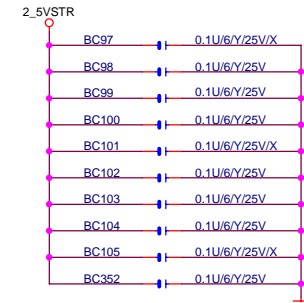 2_5VSTR
BC97 0.1U/6/Y/25V/X
BC98 0.1U/6/Y/25V
BC99 0.1U/6/Y/25V
BC100 0.1U/6/Y/25V
BC101 0.1U/6/Y/25V/X
BC102 0.1U/6/Y/25V
BC103 0.1U/6/Y/25V
BC104 0.1U/6/Y/25V
BC105 0.1U/6/Y/25V/X
BC352 0.1U/6/Y/25V